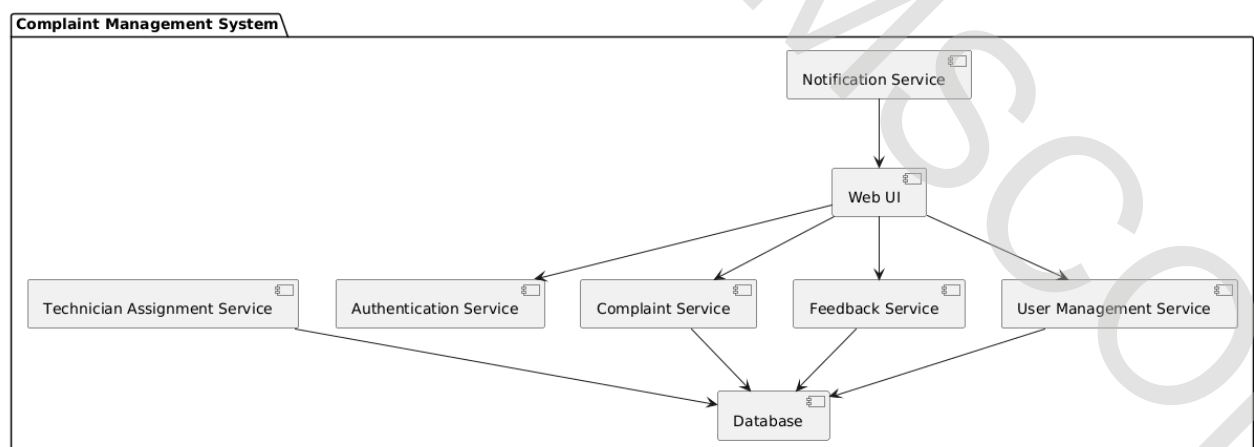 Complaint Management System
Notification Service
Web UI
Technician Assignment Service
Authentication Service
Complaint Service
Feedback Service
User Management Service
Database